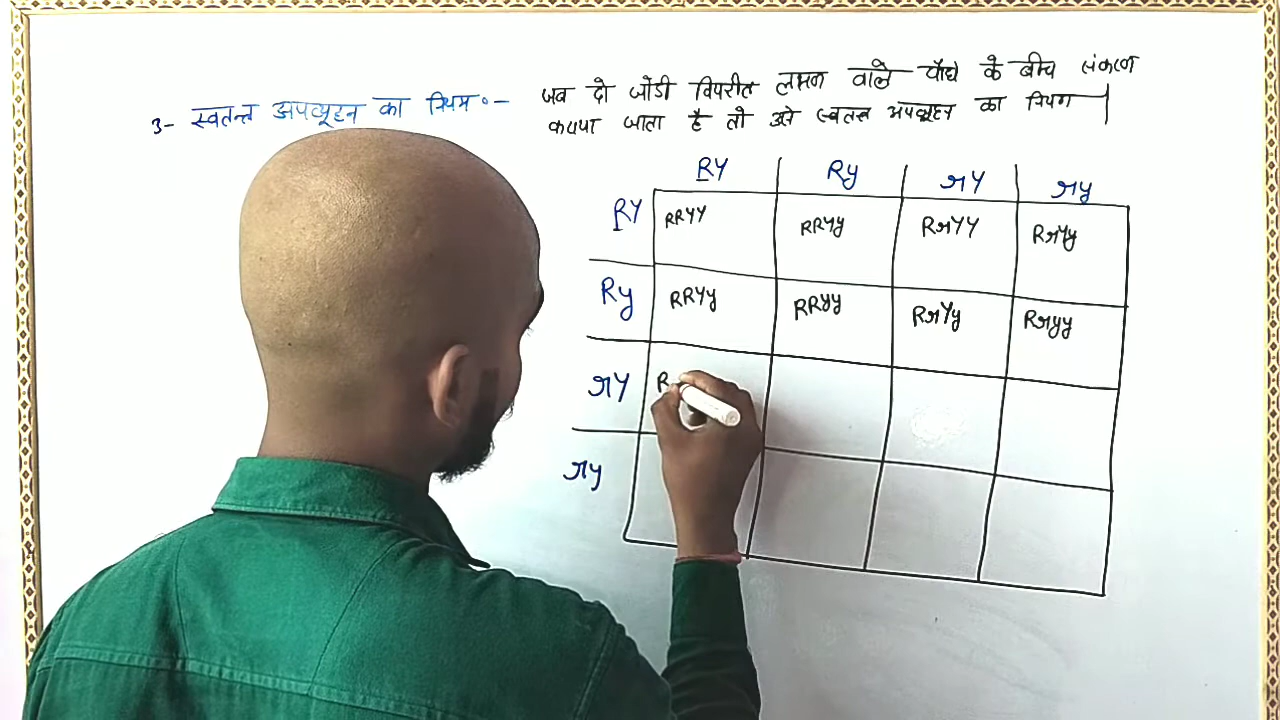 3- स्वतन्त्र अपव्यूहन का नियम :-
जब दो जोडी विपरीत लक्षण वाले पौधे के बीच संकरण
कराया जाता है तो उसे स्वतन्त्र अपव्यूहन का नियम
RY Ry rY ry
RY RRYY RRYy RrYY RrYy
Ry RRYy RRyy RrYy Rryy
rY R
ry